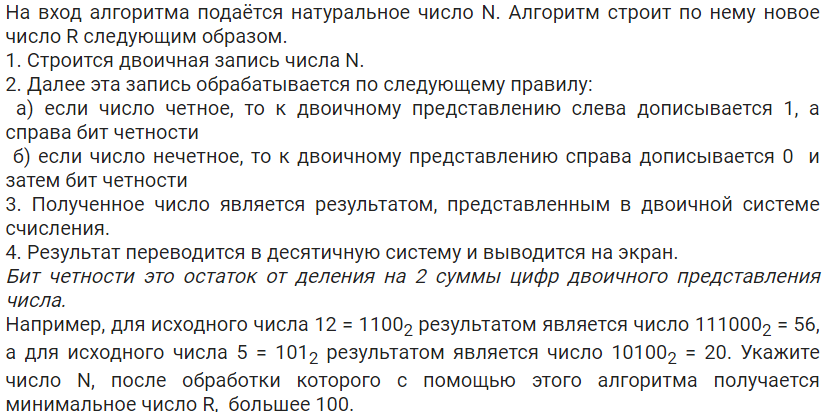 На вход алгоритма подаётся натуральное число N. Алгоритм строит по нему новое
число R следующим образом.
1. Строится двоичная запись числа N.
2. Далее эта запись обрабатывается по следующему правилу:
а) если число четное, то к двоичному представлению слева дописывается 1, а
справа бит четности
б) если число нечетное, то к двоичному представлению справа дописывается 0 и
затем бит четности
3. Полученное число является результатом, представленным в двоичной системе
счисления.
4. Результат переводится в десятичную систему и выводится на экран.
Бит четности это остаток от деления на 2 суммы цифр двоичного представления
числа.
Например, для исходного числа 12 = 1100₂ результатом является число 111000₂ = 56,
а для исходного числа 5 = 101₂ результатом является число 10100₂ = 20. Укажите
число N, после обработки которого с помощью этого алгоритма получается
минимальное число R, большее 100.